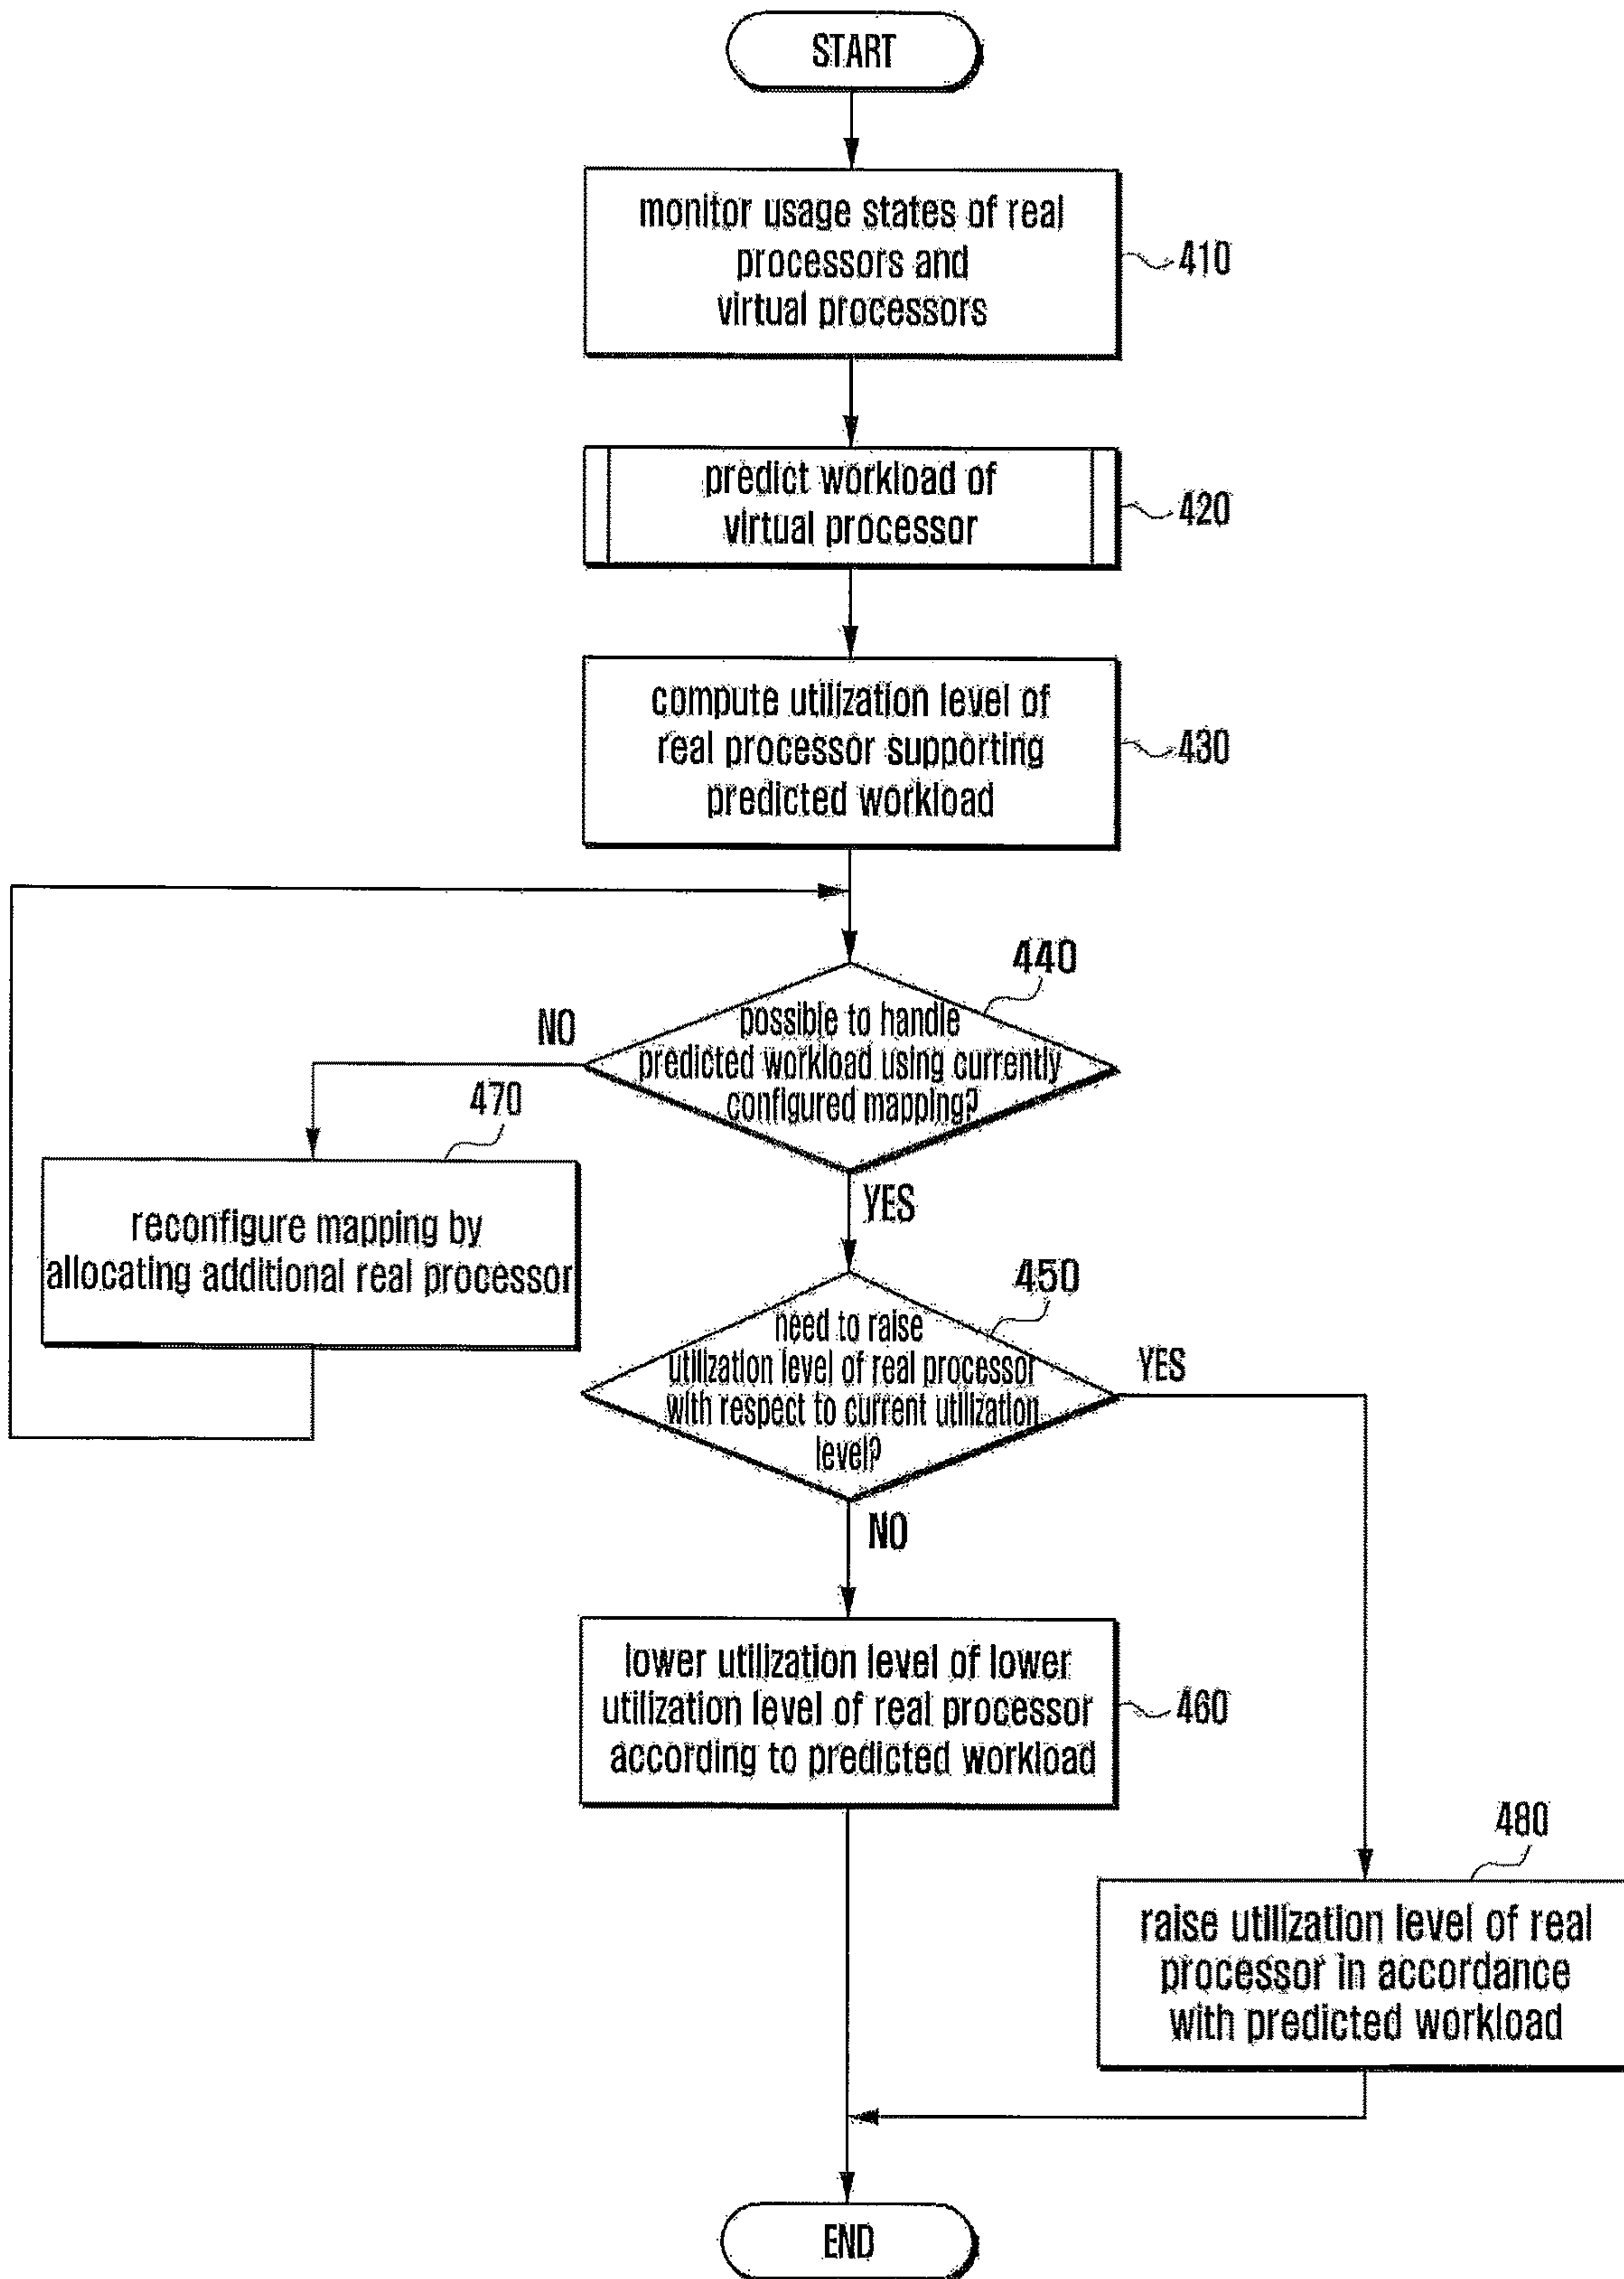 START
monitor usage states of real
processors and
virtual processors
410
predict workload of
virtual processor
420
compute utilization level of
real processor supporting
predicted workload
430
440
possible to handle
predicted workload using currently
configured mapping?
NO
YES
470
reconfigure mapping by
allocating additional real processor
450
need to raise
utilization level of real processor
with respect to current utilization
level?
YES
NO
lower utilization level of lower
utilization level of real processor
according to predicted workload
460
480
raise utilization level of real
processor in accordance
with predicted workload
END